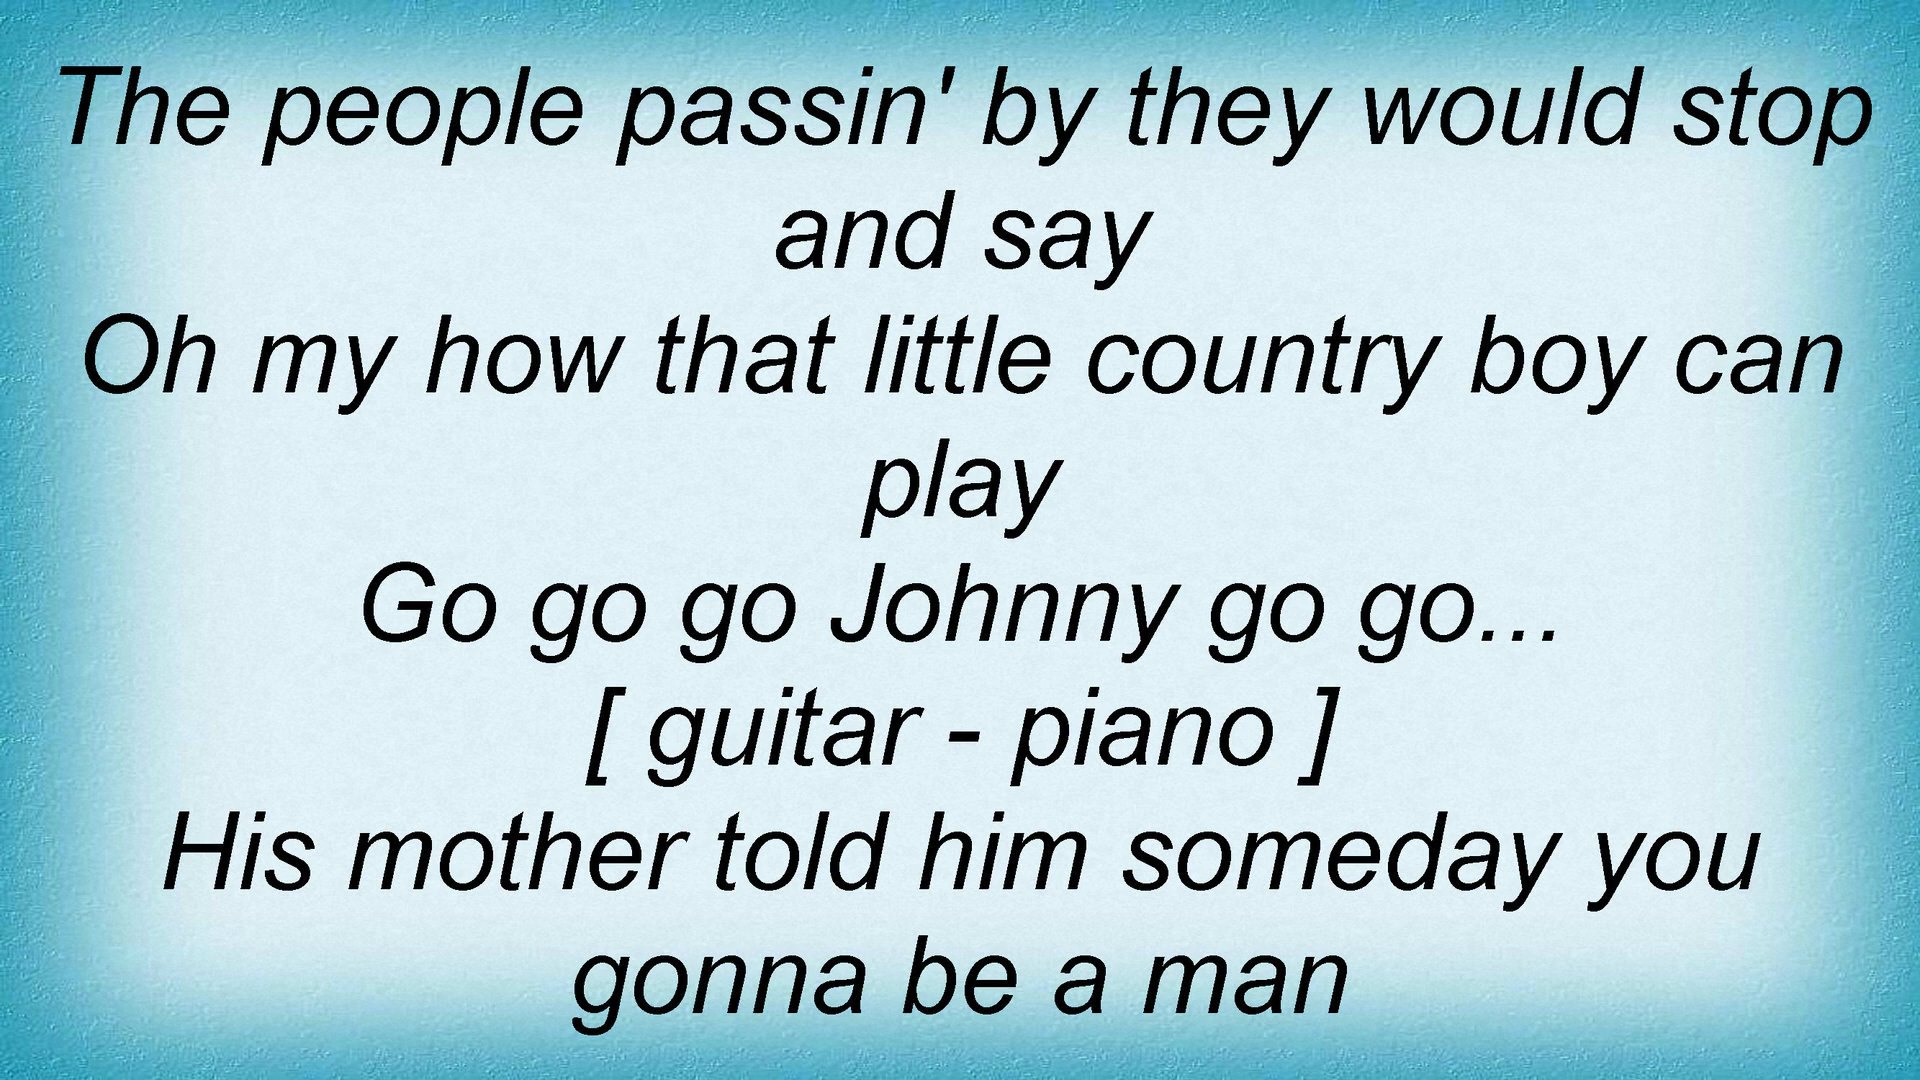 The people passin' by they would stop
and say
Oh my how that little country boy can
play
Go go go Johnny go go...
[ guitar - piano ]
His mother told him someday you
gonna be a man